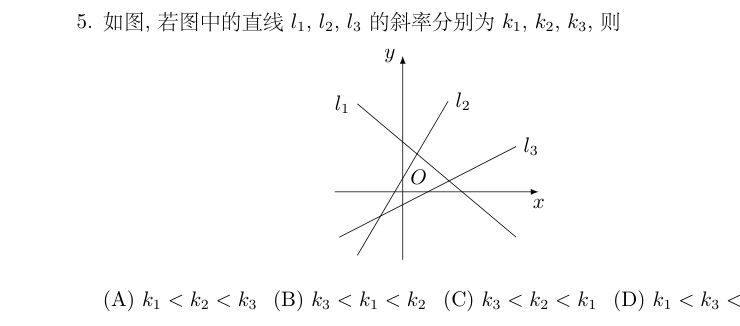 5. 如图, 若图中的直线 l₁, l₂, l₃ 的斜率分别为 k₁, k₂, k₃, 则
y
l₁
l₂
l₃
O
x
(A) k₁ < k₂ < k₃ (B) k₃ < k₁ < k₂ (C) k₃ < k₂ < k₁ (D) k₁ < k₃ <